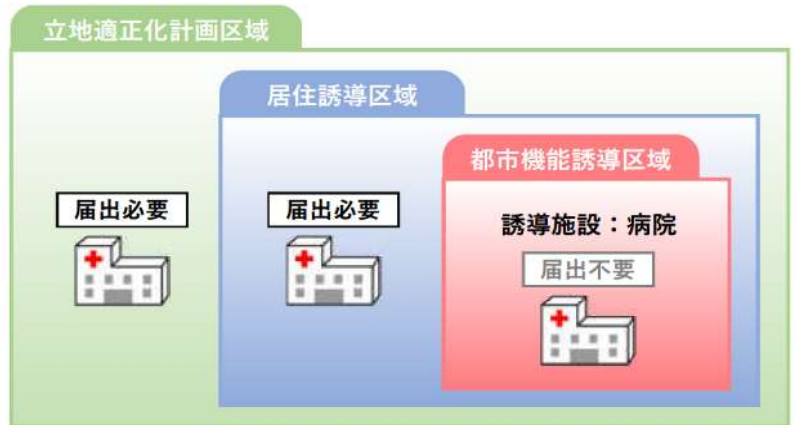 立地適正化計画区域
居住誘導区域
都市機能誘導区域
届出必要
届出必要
誘導施設：病院
届出不要